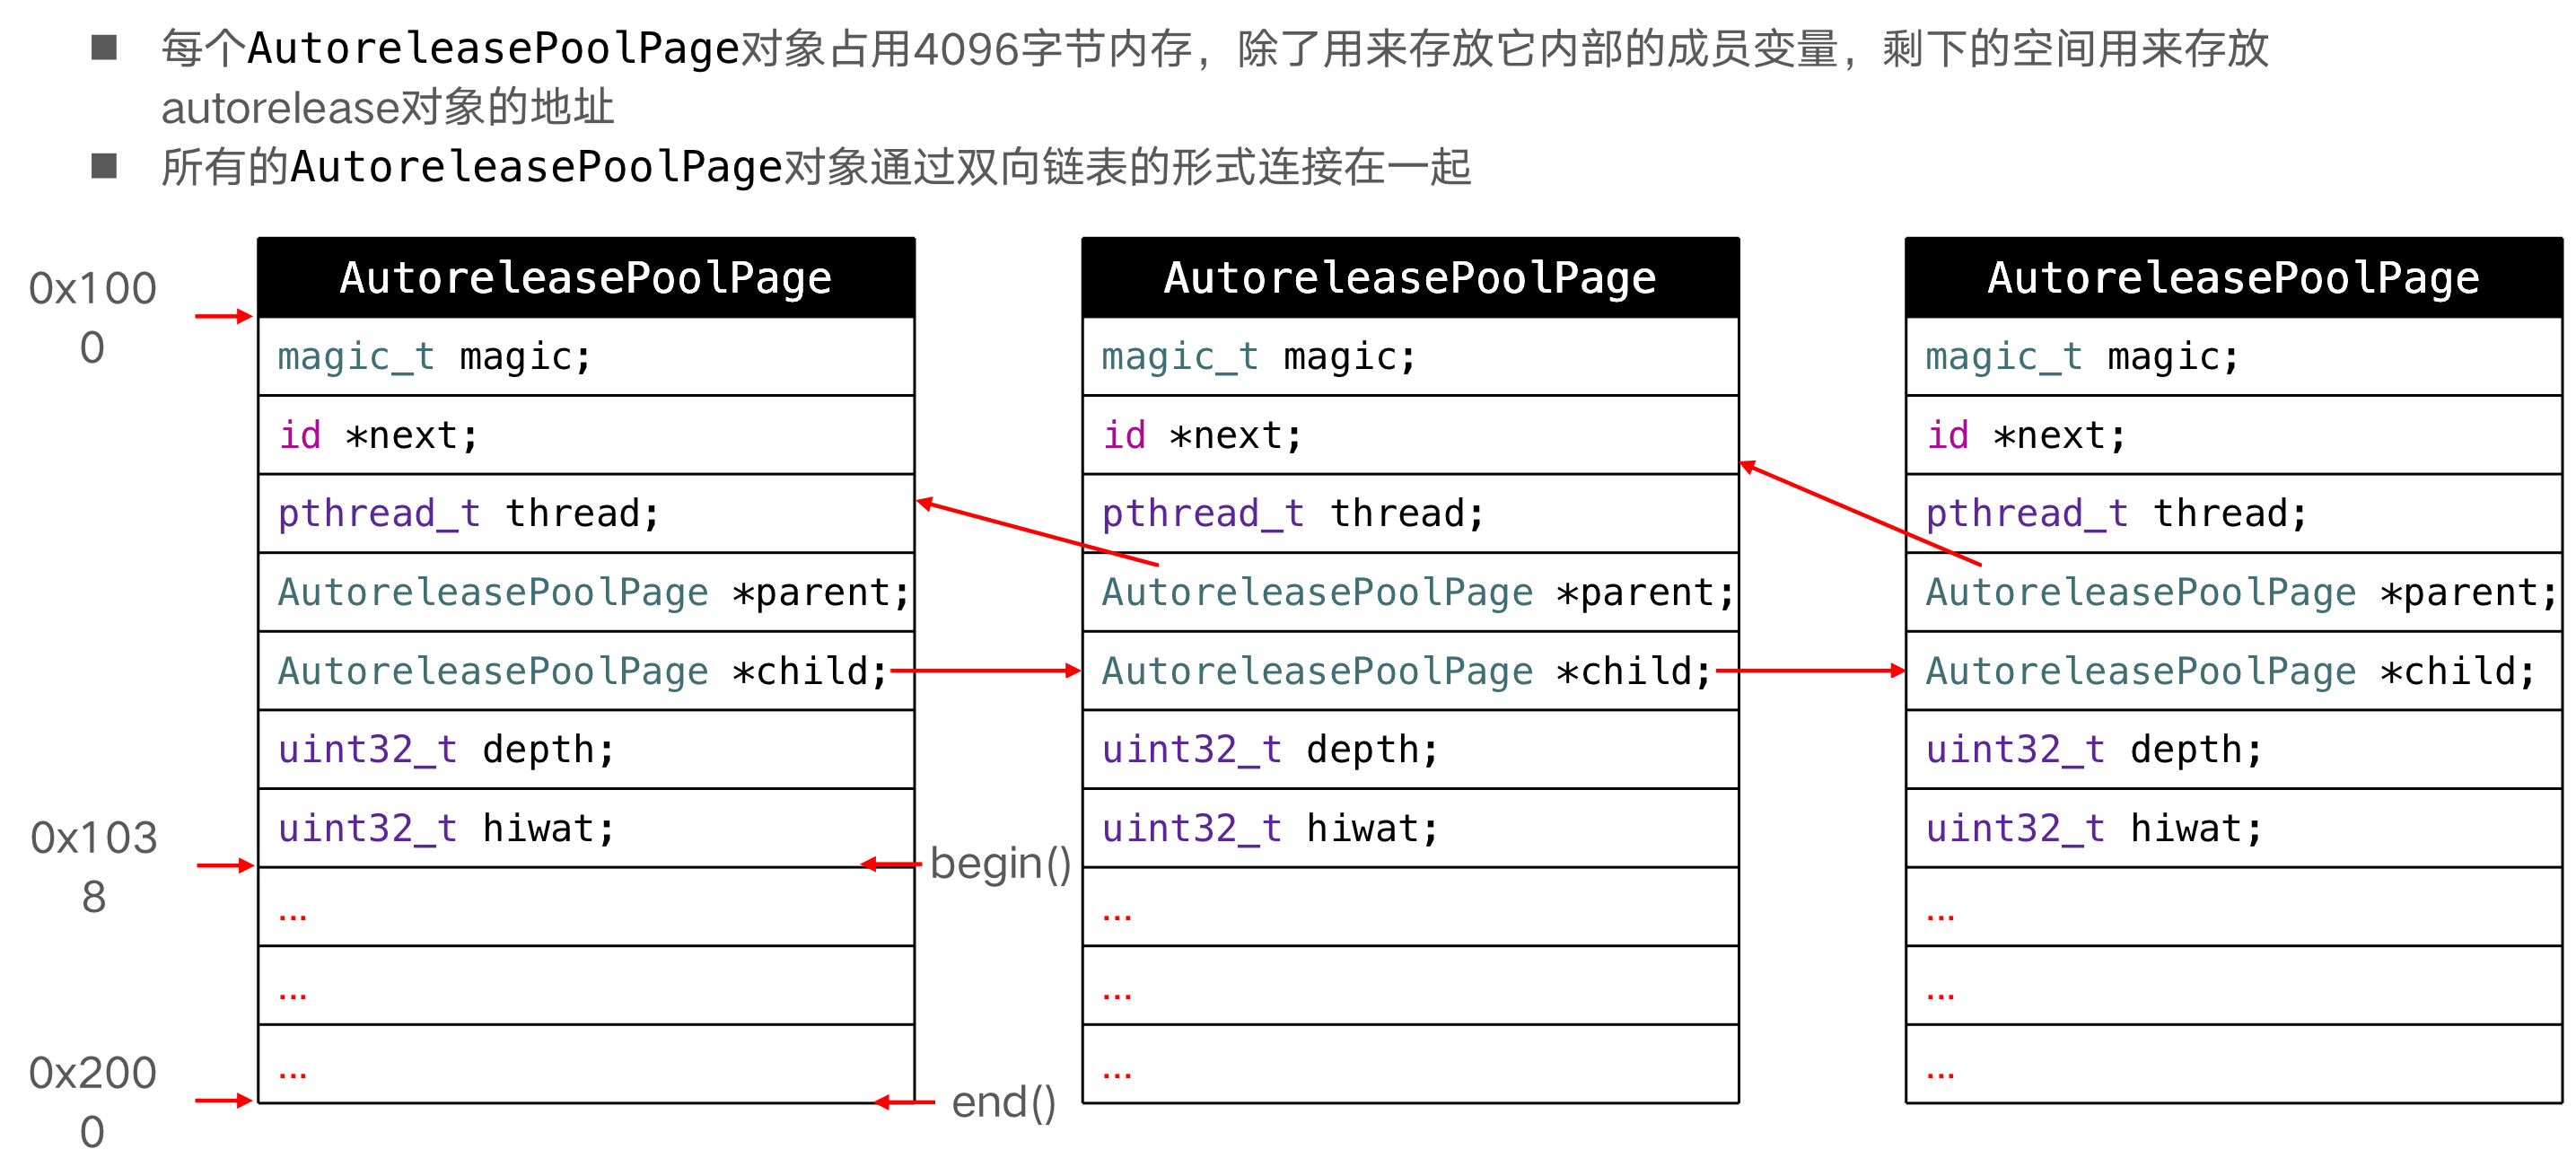 每个AutoreleasePoolPage对象占用4096字节内存，除了用来存放它内部的成员变量，剩下的空间用来存放
autorelease对象的地址
所有的AutoreleasePoolPage对象通过双向链表的形式连接在一起
0x100
0
0x103
8
0x200
0
AutoreleasePoolPage
magic_t magic;
id *next;
pthread_t thread;
AutoreleasePoolPage *parent;
AutoreleasePoolPage *child;
uint32_t depth;
uint32_t hiwat;
...
...
...
begin()
end()
AutoreleasePoolPage
magic_t magic;
id *next;
pthread_t thread;
AutoreleasePoolPage *parent;
AutoreleasePoolPage *child;
uint32_t depth;
uint32_t hiwat;
...
...
...
AutoreleasePoolPage
magic_t magic;
id *next;
pthread_t thread;
AutoreleasePoolPage *parent;
AutoreleasePoolPage *child;
uint32_t depth;
uint32_t hiwat;
...
...
...